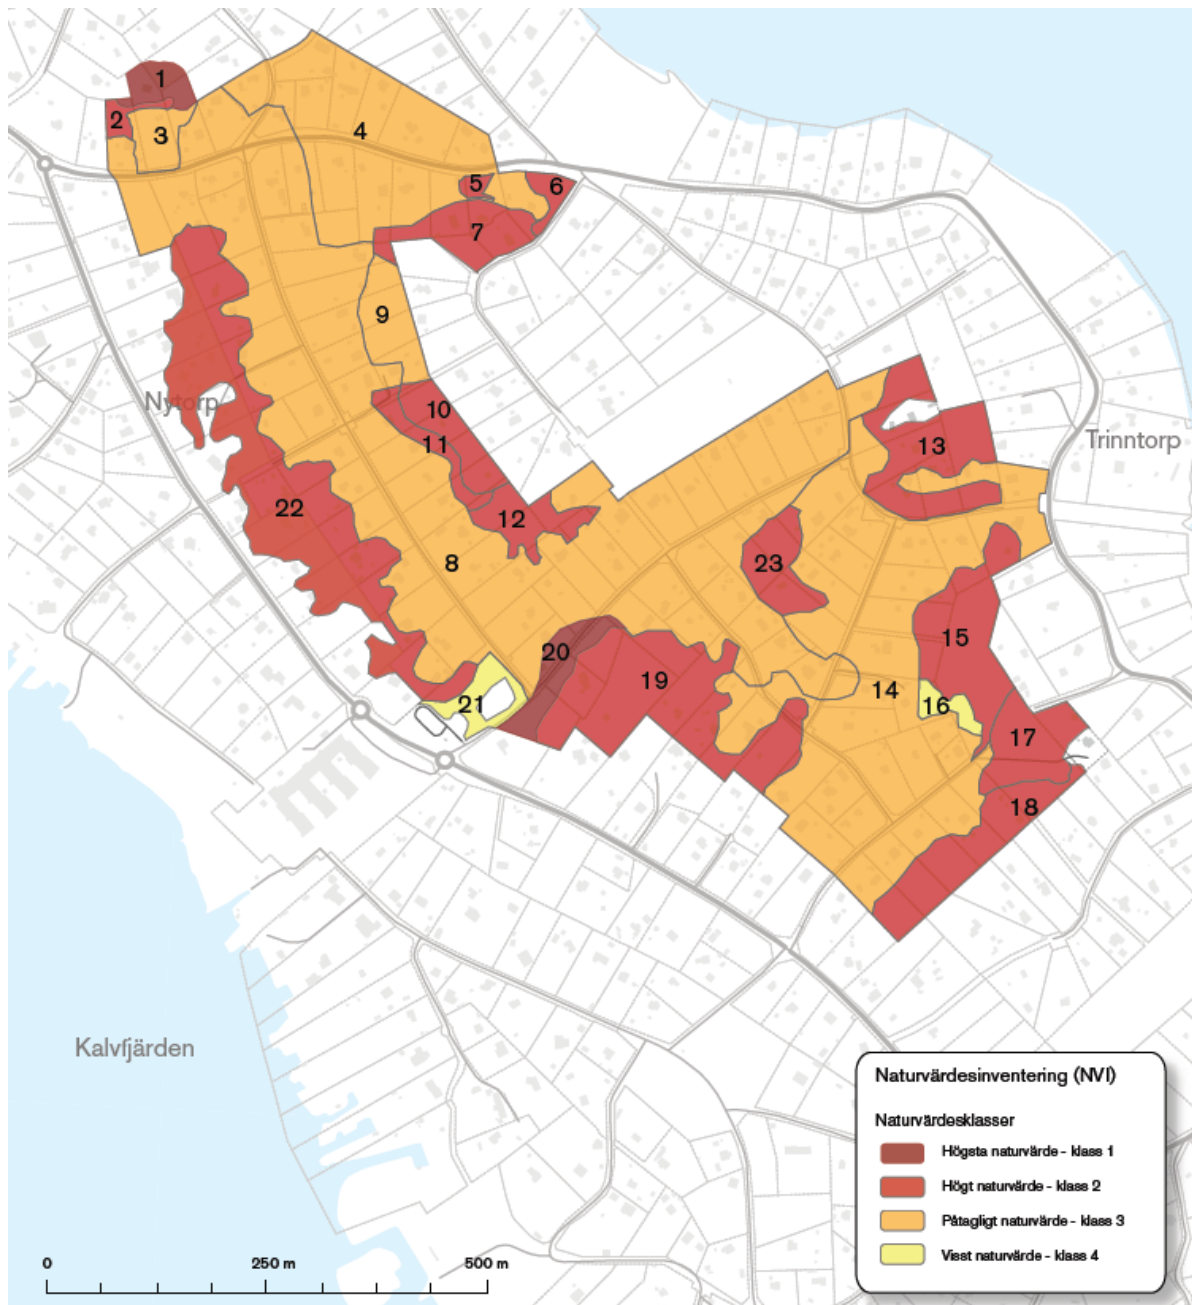 1
2
3
4
5
6
7
9
Nytorp
10
11
Trinntorp
13
22
12
8
23
15
20
19
14
21
16
17
18
Kalvfjärden
Naturvärdesinventering (NVI)
Naturvärdesklasser
Högsta naturvärde - klass 1
Högt naturvärde - klass 2
Påtagligt naturvärde - klass 3
Visst naturvärde - klass 4
0 250 m 500 m